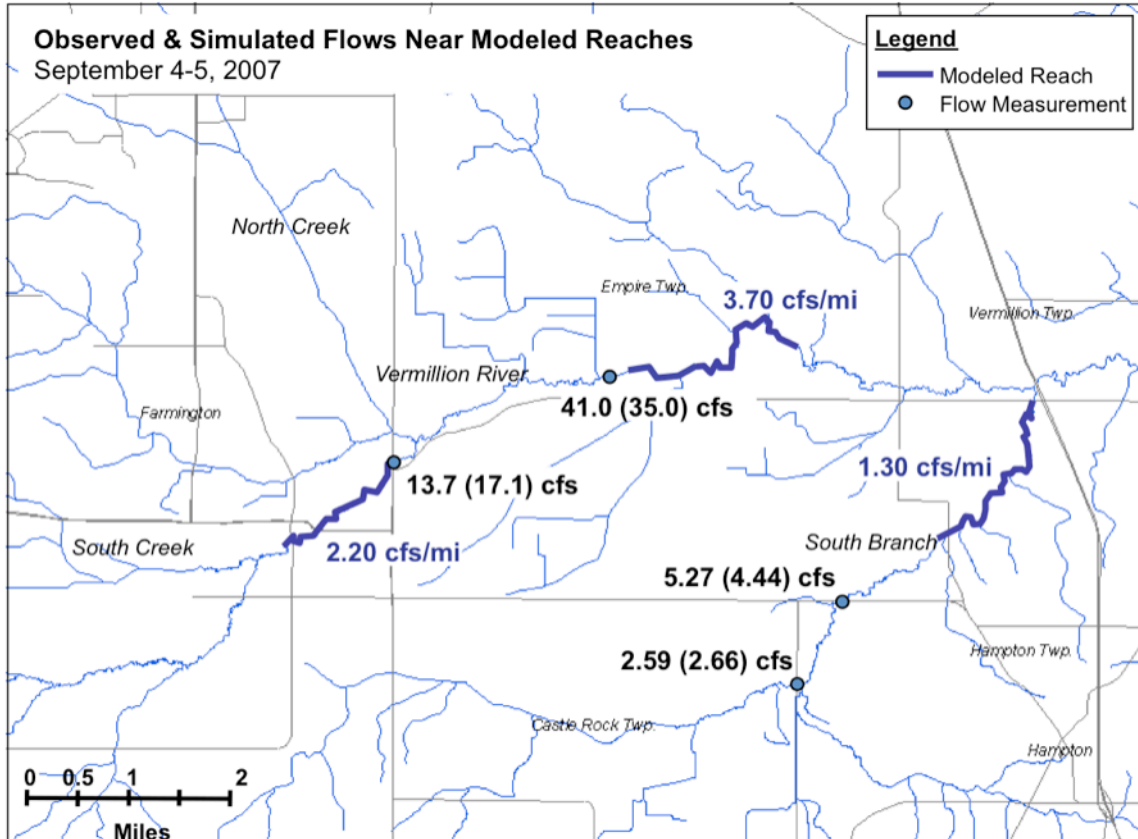 Observed & Simulated Flows Near Modeled Reaches
September 4-5, 2007
Legend
Modeled Reach
Flow Measurement
North Creek
Empire Twp.
3.70 cfs/mi
Vermillion Twp.
Vermillion River
41.0 (35.0) cfs
Farmington
13.7 (17.1) cfs
1.30 cfs/mi
South Creek
2.20 cfs/mi
South Branch
5.27 (4.44) cfs
2.59 (2.66) cfs
Hampton Twp.
Castle Rock Twp.
Hampton
0 0.5 1 2
Miles